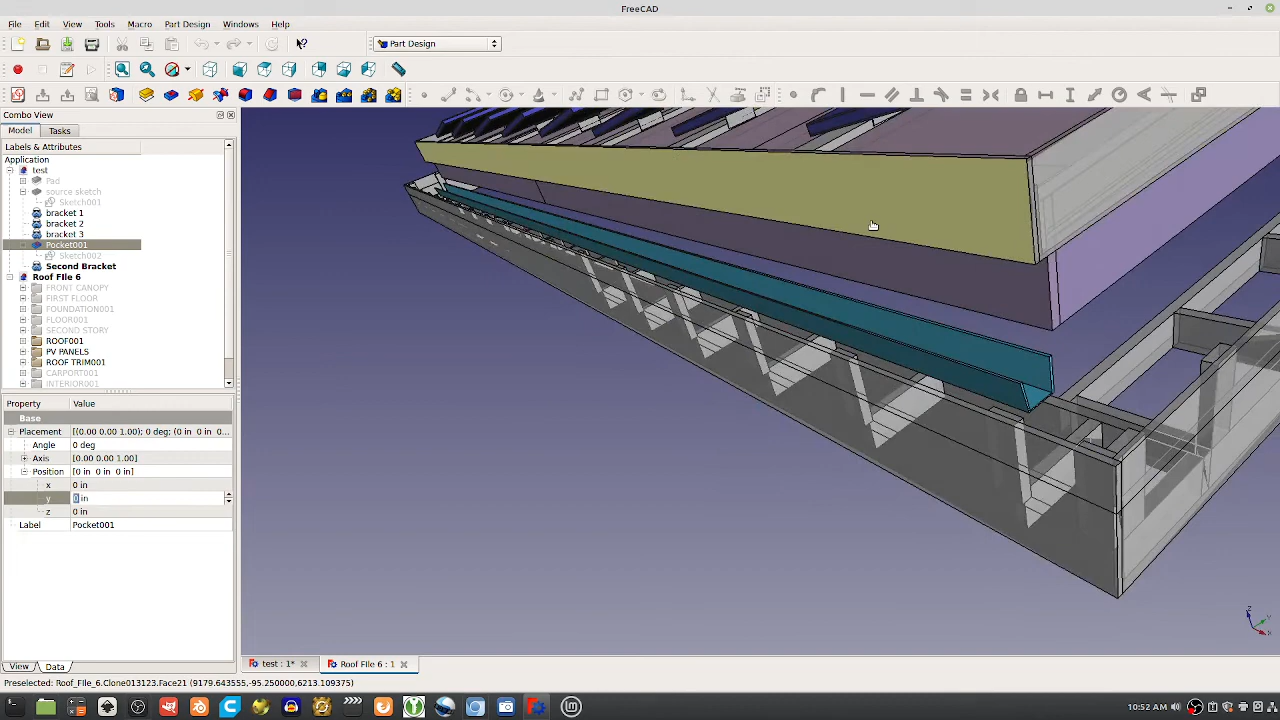 FreeCAD
File Edit View Tools Macro Part Design Windows Help
Part Design
Combo View
Model Tasks
Labels & Attributes
Application
test
Pad
source sketch
Sketch001
bracket 1
bracket 2
bracket 3
Pocket001
Sketch002
Second Bracket
Roof FIle 6
FRONT CANOPY
FIRST FLOOR
FOUNDATION001
FLOOR001
SECOND STORY
ROOF001
PV PANELS
ROOF TRIM001
CARPORT001
INTERIOR001
Property Value
Base
Placement [(0.00 0.00 1.00); 0 deg; (0 in 0 in 0...
Angle 0 deg
Axis [0.00 0.00 1.00]
Position [0 in 0 in 0 in]
x 0 in
y 0 in
z 0 in
Label Pocket001
View Data
test : 1*
Roof FIle 6 : 1
Preselected: Roof_FIle_6.Clone013123.Face21 (9179.643555,-95.250000,6213.109375)
10:52 AM